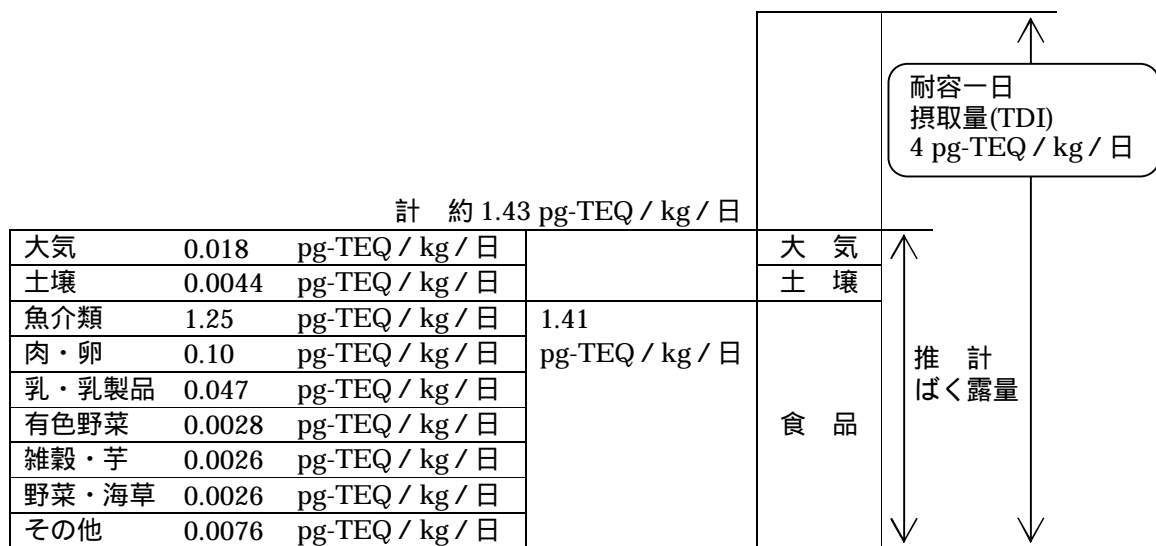 耐容一日
摂取量(TDI)
4 pg-TEQ / kg / 日
計　約 1.43 pg-TEQ / kg / 日
大気 0.018 pg-TEQ / kg / 日 大　気
土壌 0.0044 pg-TEQ / kg / 日 土　壌
魚介類 1.25 pg-TEQ / kg / 日 1.41
肉・卵 0.10 pg-TEQ / kg / 日 pg-TEQ / kg / 日 推　計
乳・乳製品 0.047 pg-TEQ / kg / 日 ばく露量
有色野菜 0.0028 pg-TEQ / kg / 日 食　品
雑穀・芋 0.0026 pg-TEQ / kg / 日
野菜・海草 0.0026 pg-TEQ / kg / 日
その他 0.0076 pg-TEQ / kg / 日